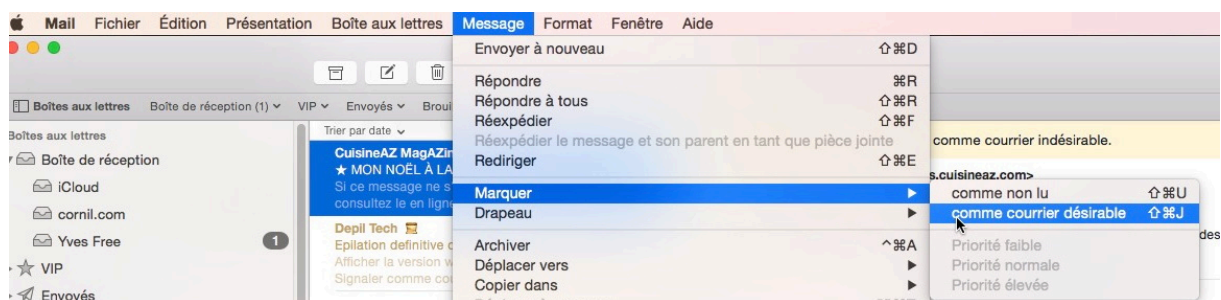 Mail Fichier Édition Présentation Boîte aux lettres Message Format Fenêtre Aide
Envoyer à nouveau ⇧⌘D
Répondre ⌘R
Répondre à tous ⇧⌘R
Réexpédier ⇧⌘F
Réexpédier le message et son parent en tant que pièce jointe
Rediriger ⇧⌘E
Marquer
Drapeau
Archiver ^⌘A
Déplacer vers
Copier dans
comme non lu ⇧⌘U
comme courrier désirable ⇧⌘J
Priorité faible
Priorité normale
Priorité élevée
Boîtes aux lettres Boîte de réception (1) VIP Envoyés Broui
Boîtes aux lettres
Boîte de réception
iCloud
cornil.com
Yves Free 1
VIP
Envoyés
Trier par date
CuisineAZ MagAZin
★ MON NOËL À LA
Si ce message ne s
consultez le en ligne
Depil Tech
Epilation definitive d
Afficher la version w
Signaler comme cou
comme courrier indésirable.
s.cuisineaz.com>
des